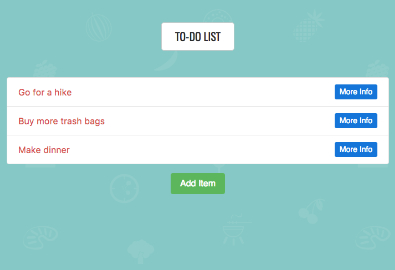 TO-DO LIST
Go for a hike More Info
Buy more trash bags More Info
Make dinner More Info
Add Item